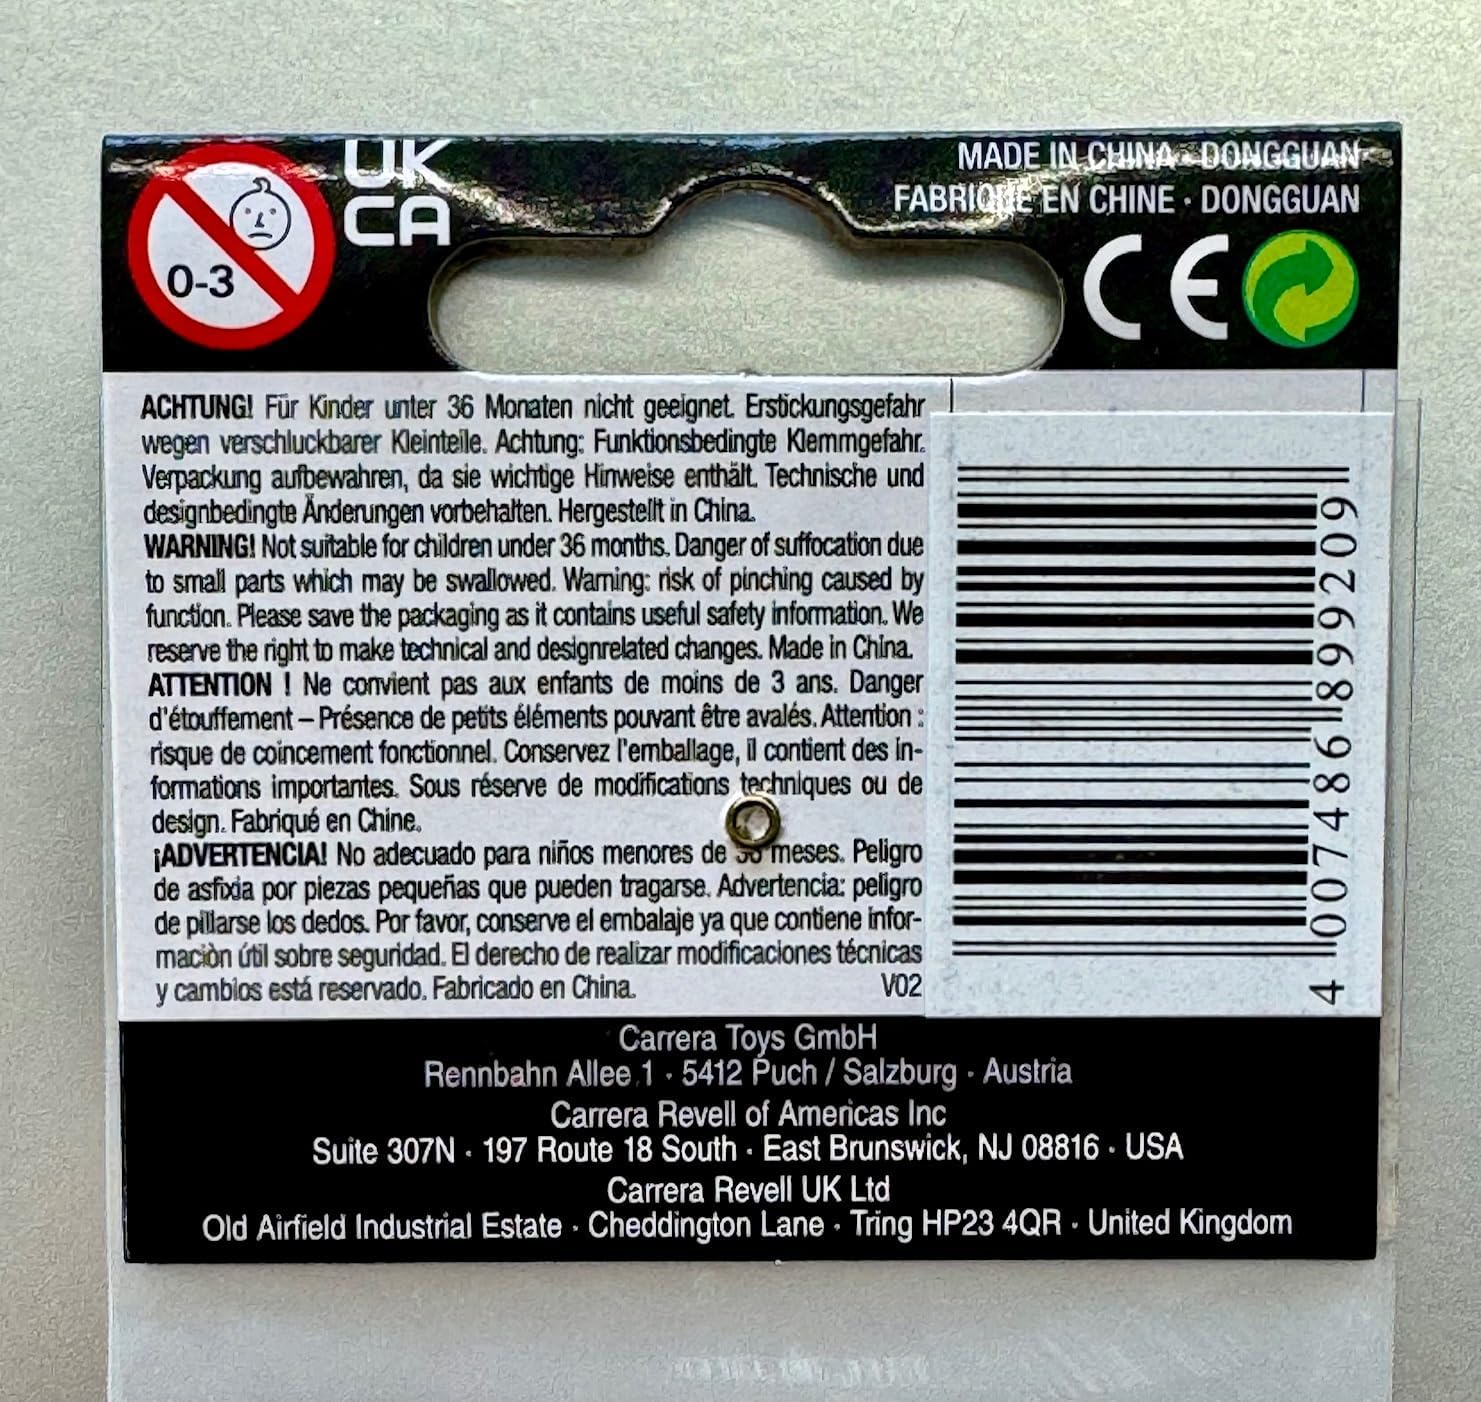 0-3
UK
CA
MADE IN CHINA · DONGGUAN
FABRIQUÉ EN CHINE · DONGGUAN
CE
ACHTUNG! Für Kinder unter 36 Monaten nicht geeignet. Erstickungsgefahr
wegen verschluckbarer Kleinteile. Achtung: Funktionsbedingte Klemmgefahr.
Verpackung aufbewahren, da sie wichtige Hinweise enthält. Technische und
designbedingte Änderungen vorbehalten. Hergestellt in China.
WARNING! Not suitable for children under 36 months. Danger of suffocation due
to small parts which may be swallowed. Warning: risk of pinching caused by
function. Please save the packaging as it contains useful safety information. We
reserve the right to make technical and designrelated changes. Made in China.
ATTENTION ! Ne convient pas aux enfants de moins de 3 ans. Danger
d'étouffement – Présence de petits éléments pouvant être avalés. Attention :
risque de coincement fonctionnel. Conservez l'emballage, il contient des in-
formations importantes. Sous réserve de modifications techniques ou de
design. Fabriqué en Chine.
¡ADVERTENCIA! No adecuado para niños menores de 36 meses. Peligro
de asfixia por piezas pequeñas que pueden tragarse. Advertencia: peligro
de pillarse los dedos. Por favor, conserve el embalaje ya que contiene infor-
maciòn útil sobre seguridad. El derecho de realizar modificaciones técnicas
y cambios está reservado. Fabricado en China. V02
4 007486 899209
Carrera Toys GmbH
Rennbahn Allee 1 · 5412 Puch / Salzburg · Austria
Carrera Revell of Americas Inc
Suite 307N · 197 Route 18 South · East Brunswick, NJ 08816 · USA
Carrera Revell UK Ltd
Old Airfield Industrial Estate · Cheddington Lane · Tring HP23 4QR · United Kingdom